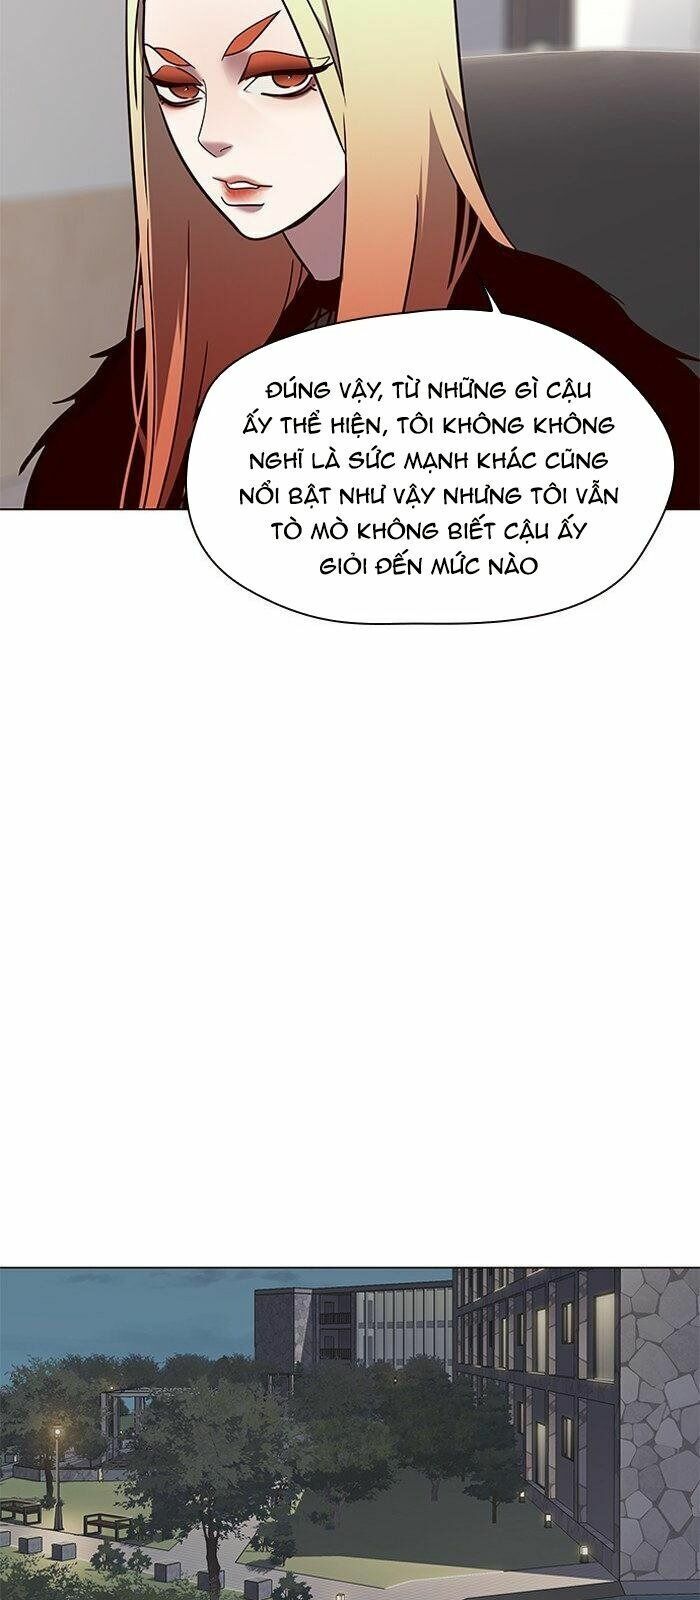 ĐÚNG VẬY, TỪ NHỮNG GÌ CẬU
ẤY THỂ HIỆN, TÔI KHÔNG KHÔNG
NGHĨ LÀ SỨC MẠNH KHÁC CŨNG
NỔI BẬT NHƯ VẬY NHƯNG TÔI VẪN
TÒ MÒ KHÔNG BIẾT CẬU ẤY
GIỎI ĐẾN MỨC NÀO